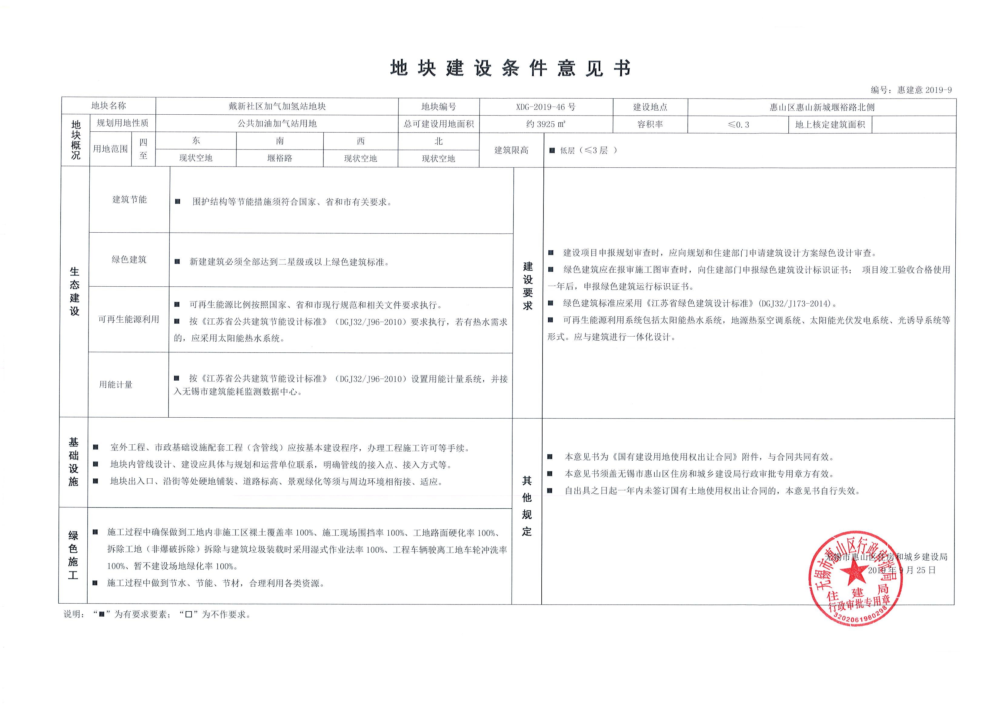 地块建设条件意见书
编号：惠建意 2019-9
地块名称 戴新社区加气加氢站地块 地块编号 XDG-2019-46 号 建设地点 惠山区惠山新城堰裕路北侧
地块概况
规划用地性质 公共加油加气站用地 总可建设用地面积 约 3925 ㎡ 容积率 ≤0.3 地上核定建筑面积
用地范围 四至 东 南 西 北
现状空地 堰裕路 现状空地 现状空地
建筑限高 ■ 低层（≤3 层 ）
生态建设
建筑节能
■ 围护结构等节能措施须符合国家、省和市有关要求。
绿色建筑
■ 新建建筑必须全部达到二星级或以上绿色建筑标准。
可再生能源利用
■ 可再生能源比例按照国家、省和市现行规范和相关文件要求执行。
■ 按《江苏省公共建筑节能设计标准》（DGJ32/J96-2010）要求执行，若有热水需求
的，应采用太阳能热水系统。
用能计量
■ 按《江苏省公共建筑节能设计标准》（DGJ32/J96-2010）设置用能计量系统，并接
入无锡市建筑能耗监测数据中心。
建设要求
■ 建设项目申报规划审查时，应向规划和住建部门申请建筑设计方案绿色设计审查。
■ 绿色建筑应在报审施工图审查时，向住建部门申报绿色建筑设计标识证书； 项目竣工验收合格使用
一年后，申报绿色建筑运行标识证书。
■ 绿色建筑标准应采用《江苏省绿色建筑设计标准》(DGJ32/J173-2014)。
■ 可再生能源利用系统包括太阳能热水系统，地源热泵空调系统、太阳能光伏发电系统、光诱导系统等
形式。应与建筑进行一体化设计。
基础设施
■ 室外工程、市政基础设施配套工程（含管线）应按基本建设程序，办理工程施工许可等手续。
■ 地块内管线设计、建设应具体与规划和运营单位联系，明确管线的接入点、接入方式等。
■ 地块出入口、沿街等处硬地铺装、道路标高、景观绿化等须与周边环境相衔接、适应。
绿色施工
■ 施工过程中确保做到工地内非施工区裸土覆盖率 100%、施工现场围挡率 100%、工地路面硬化率 100%、
拆除工地（非爆破拆除）拆除与建筑垃圾装载时采用湿式作业法率 100%、工程车辆驶离工地车轮冲洗率
100%、暂不建设场地绿化率 100%。
■ 施工过程中做到节水、节能、节材，合理利用各类资源。
其他规定
■ 本意见书为《国有建设用地使用权出让合同》附件，与合同共同有效。
■ 本意见书须盖无锡市惠山区住房和城乡建设局行政审批专用章方有效。
■ 自出具之日起一年内未签订国有土地使用权出让合同的，本意见书自行失效。
无锡市惠山区住房和城乡建设局
2019 年 9 月 25 日
无锡市惠山区行政审批局
住建局
行政审批专用章
3202061980298
说明：“■”为有要求要素；“口”为不作要求。